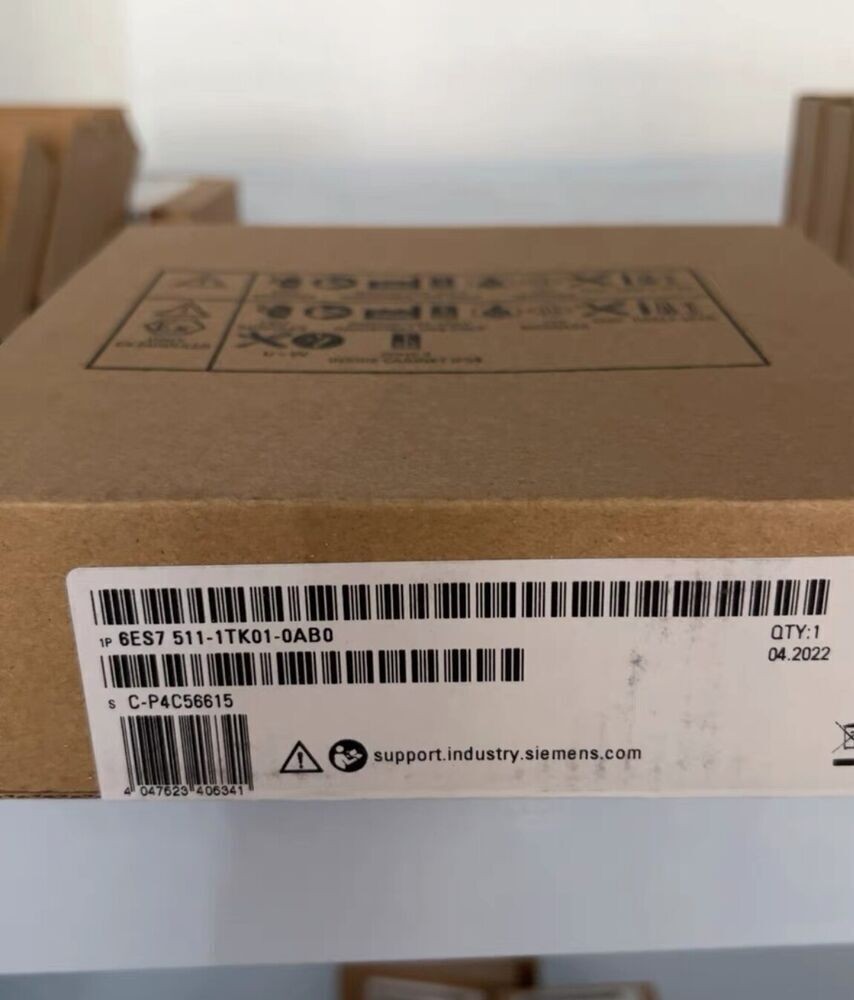 1P 6ES7 511-1TK01-0AB0
QTY:1
04.2022
S C-P4C56615
support.industry.siemens.com
4 047623 406341